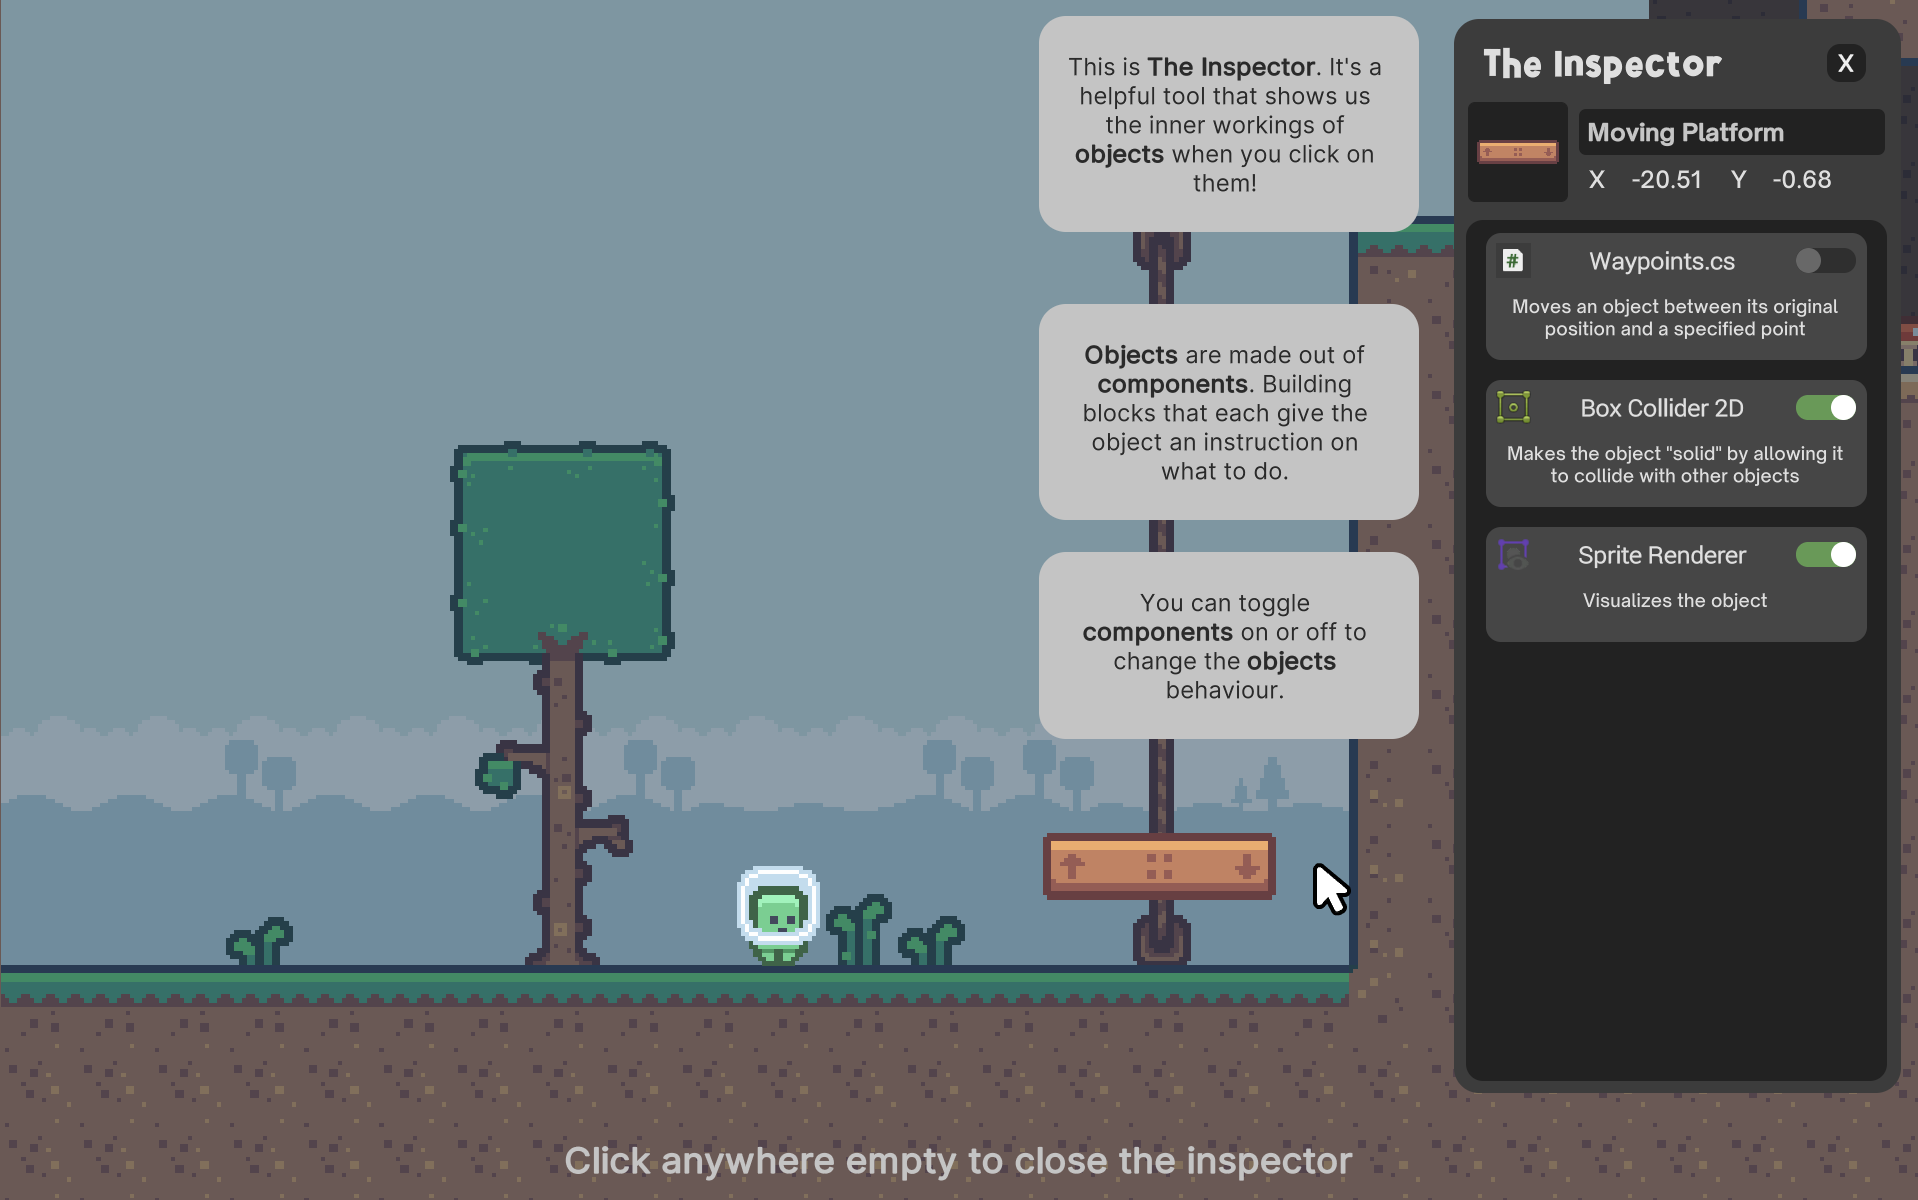 This is The Inspector. It's a
helpful tool that shows us
the inner workings of
objects when you click on
them!
Objects are made out of
components. Building
blocks that each give the
object an instruction on
what to do.
You can toggle
components on or off to
change the objects
behaviour.
The Inspector
X
Moving Platform
X -20.51 Y -0.68
# Waypoints.cs
Moves an object between its original
position and a specified point
Box Collider 2D
Makes the object "solid" by allowing it
to collide with other objects
Sprite Renderer
Visualizes the object
Click anywhere empty to close the inspector